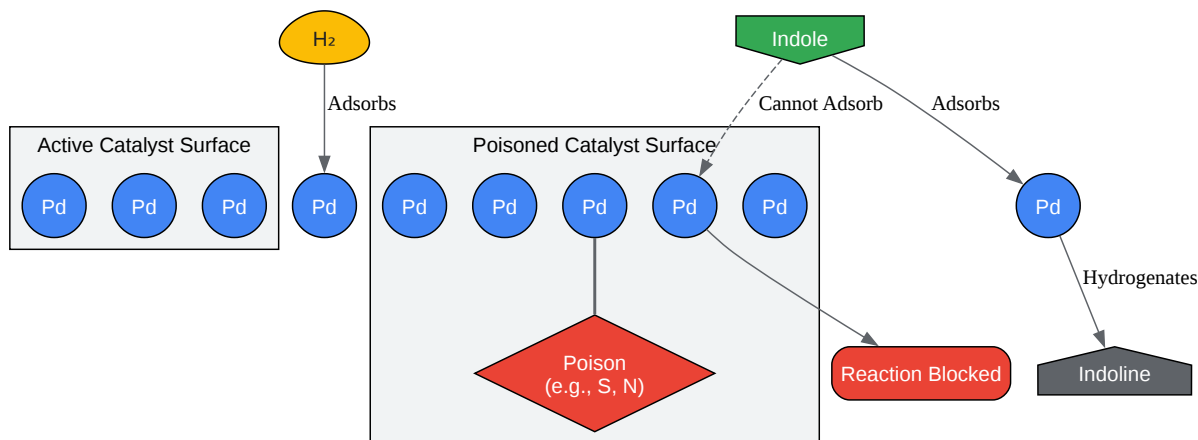 H₂
Indole
Adsorbs
Cannot Adsorb
Adsorbs
Active Catalyst Surface
Poisoned Catalyst Surface
Pd
Pd
Pd
Pd
Pd
Pd
Pd
Pd
Pd
Pd
Hydrogenates
Poison
(e.g., S, N)
Reaction Blocked
Indoline